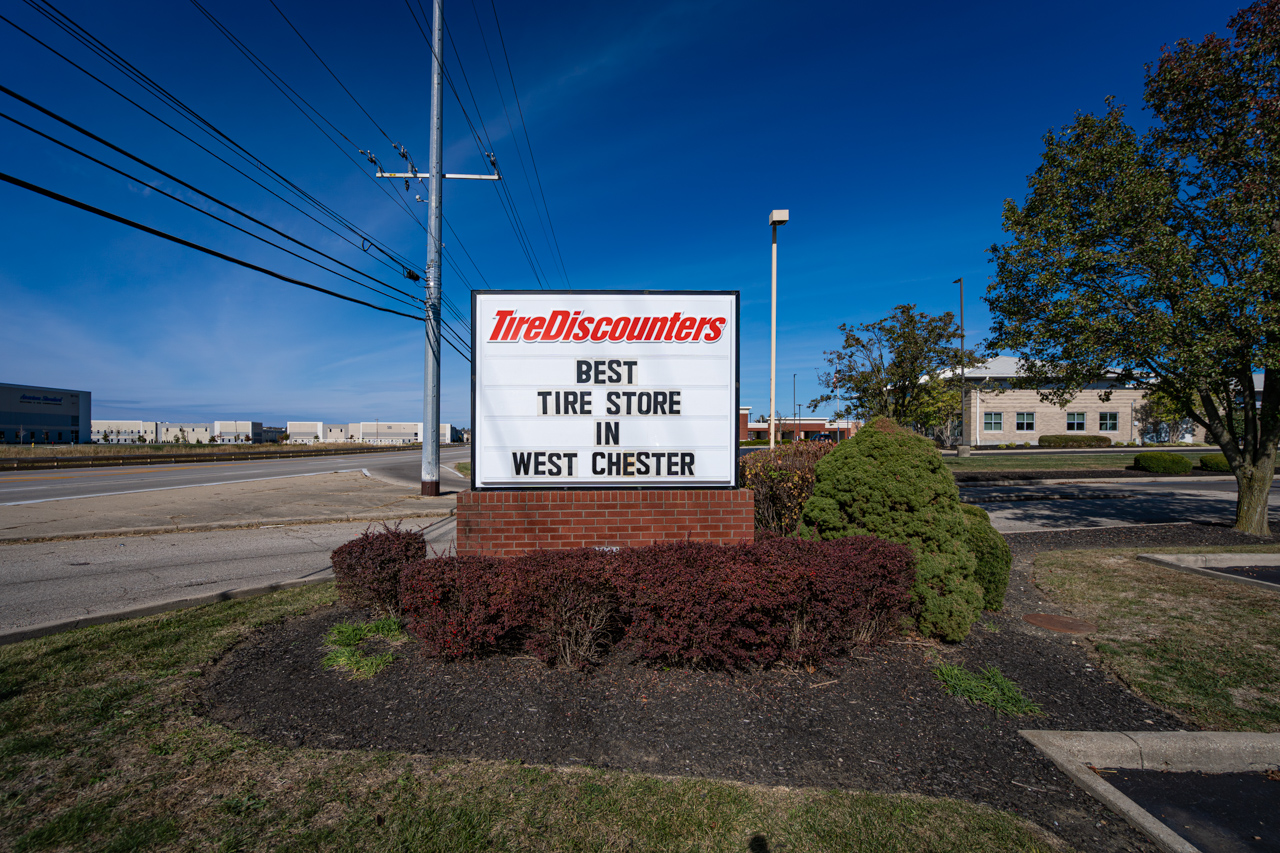 TireDiscounters
BEST
TIRE STORE
IN
WEST CHESTER